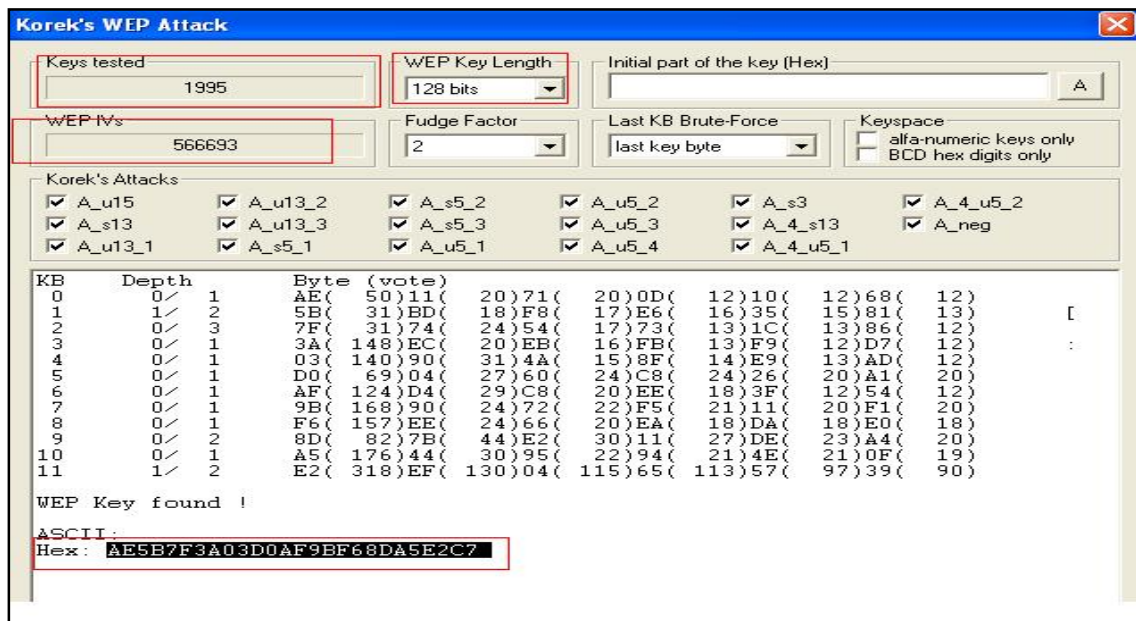 Korek's WEP Attack
Keys tested
1995
WEP Key Length
128 bits
Initial part of the key (Hex)
A
WEP IVs
566693
Fudge Factor
2
Last KB Brute-Force
last key byte
Keyspace
alfa-numeric keys only
BCD hex digits only
Korek's Attacks
A_u15 A_u13_2 A_s5_2 A_u5_2 A_s3 A_4_u5_2
A_s13 A_u13_3 A_s5_3 A_u5_3 A_4_s13 A_neg
A_u13_1 A_s5_1 A_u5_1 A_u5_4 A_4_u5_1
KB Depth Byte (vote)
0 0/ 1 AE( 50)11( 20)71( 20)0D( 12)10( 12)68( 12)
1 1/ 2 5B( 31)BD( 18)F8( 17)E6( 16)35( 15)81( 13) [
2 0/ 3 7F( 31)74( 24)54( 17)73( 13)1C( 13)86( 12)
3 0/ 1 3A( 148)EC( 20)EB( 16)FB( 13)F9( 12)D7( 12) :
4 0/ 1 03( 140)90( 31)4A( 15)8F( 14)E9( 13)AD( 12)
5 0/ 1 D0( 69)04( 27)60( 24)C8( 24)26( 20)A1( 20)
6 0/ 1 AF( 124)D4( 29)C8( 20)EE( 18)3F( 12)54( 12)
7 0/ 1 9B( 168)90( 24)72( 22)F5( 21)11( 20)F1( 20)
8 0/ 1 F6( 157)EE( 24)66( 20)EA( 18)DA( 18)E0( 18)
9 0/ 2 8D( 82)7B( 44)E2( 30)11( 27)DE( 23)A4( 20)
10 0/ 1 A5( 176)44( 30)95( 22)94( 21)4E( 21)0F( 19)
11 1/ 2 E2( 318)EF( 130)04( 115)65( 113)57( 97)39( 90)
WEP Key found !
ASCII:
Hex: AE5B7F3A03D0AF9BF68DA5E2C7